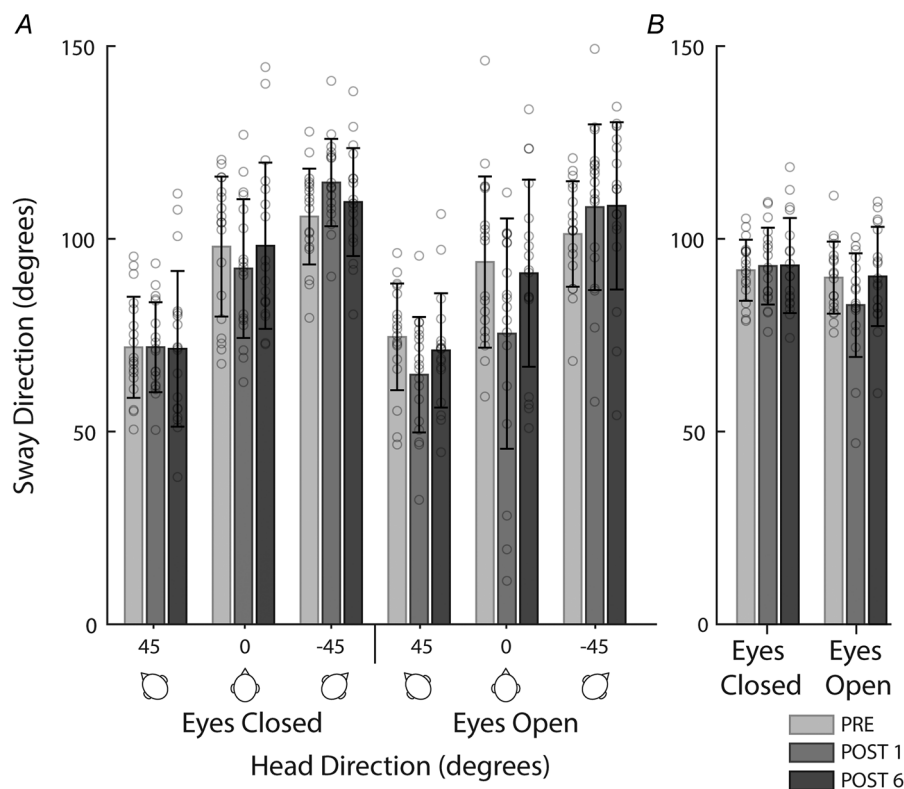 A
B
150
100
50
0
Sway Direction (degrees)
45 0 -45 45 0 -45
Eyes Closed Eyes Open
Head Direction (degrees)
150
100
50
0
Eyes Closed
Eyes Open
PRE
POST 1
POST 6